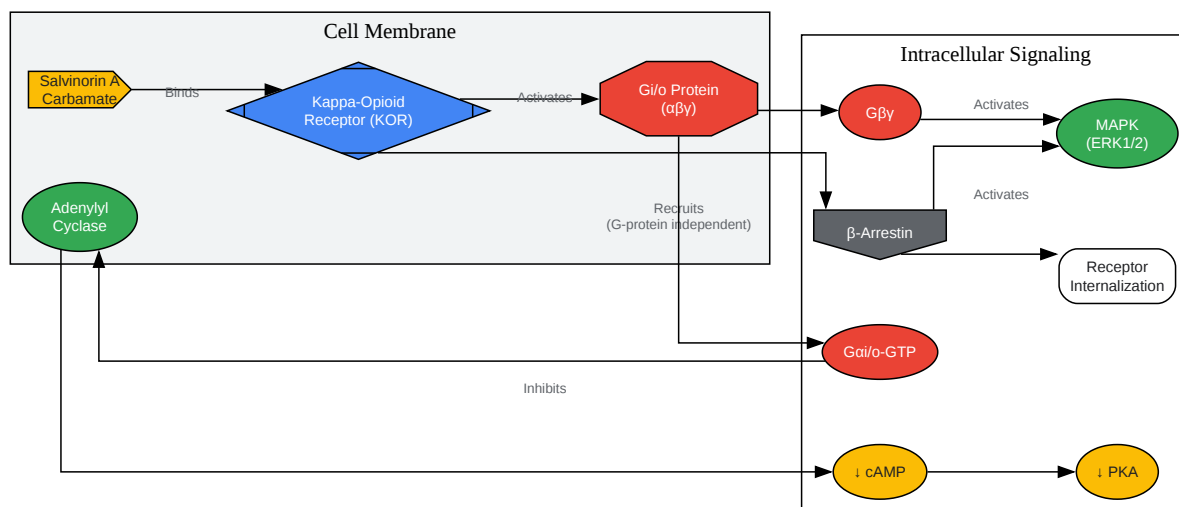 Cell Membrane
Intracellular Signaling
Salvinorin A
Carbamate
Binds
Kappa-Opioid
Receptor (KOR)
Activates
Gi/o Protein
(αβγ)
Gβγ
Activates
MAPK
(ERK1/2)
Adenylyl
Cyclase
Recruits
(G-protein independent)
Activates
β-Arrestin
Receptor
Internalization
Gαi/o-GTP
Inhibits
↓ cAMP
↓ PKA